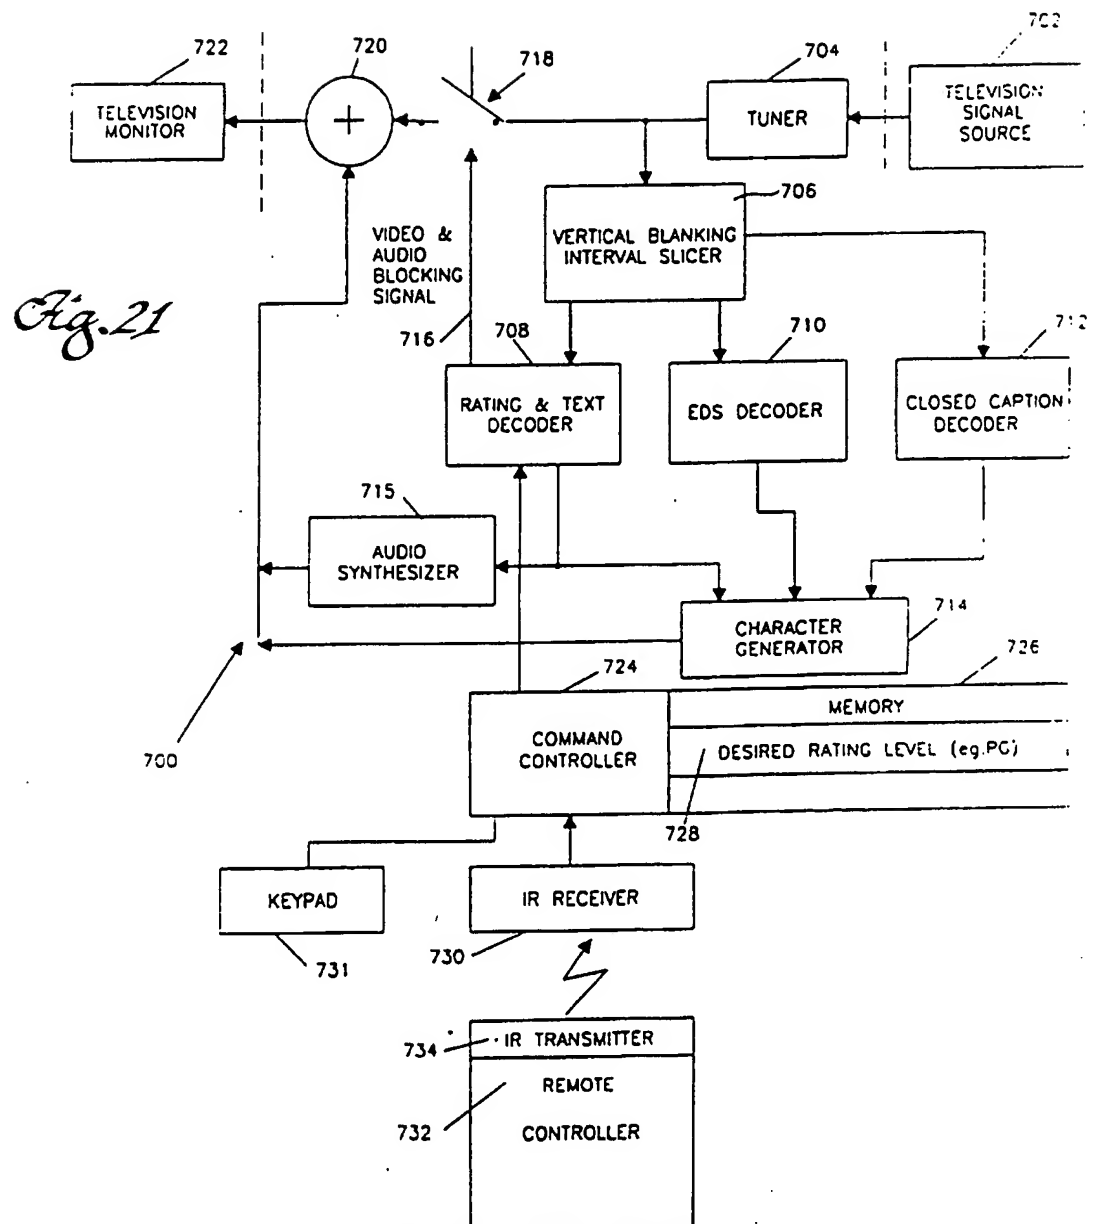 702
722
720
718
704
TELEVISION
MONITOR
+
TUNER
TELEVISION
SIGNAL
SOURCE
706
VERTICAL BLANKING
INTERVAL SLICER
VIDEO &
AUDIO
BLOCKING
SIGNAL
Fig. 21
716
708
710
712
RATING & TEXT
DECODER
EDS DECODER
CLOSED CAPTION
DECODER
715
AUDIO
SYNTHESIZER
CHARACTER
GENERATOR
714
726
724
700
COMMAND
CONTROLLER
MEMORY
DESIRED RATING LEVEL (eg.PG)
728
KEYPAD
IR RECEIVER
731
730
734
IR TRANSMITTER
REMOTE
732
CONTROLLER